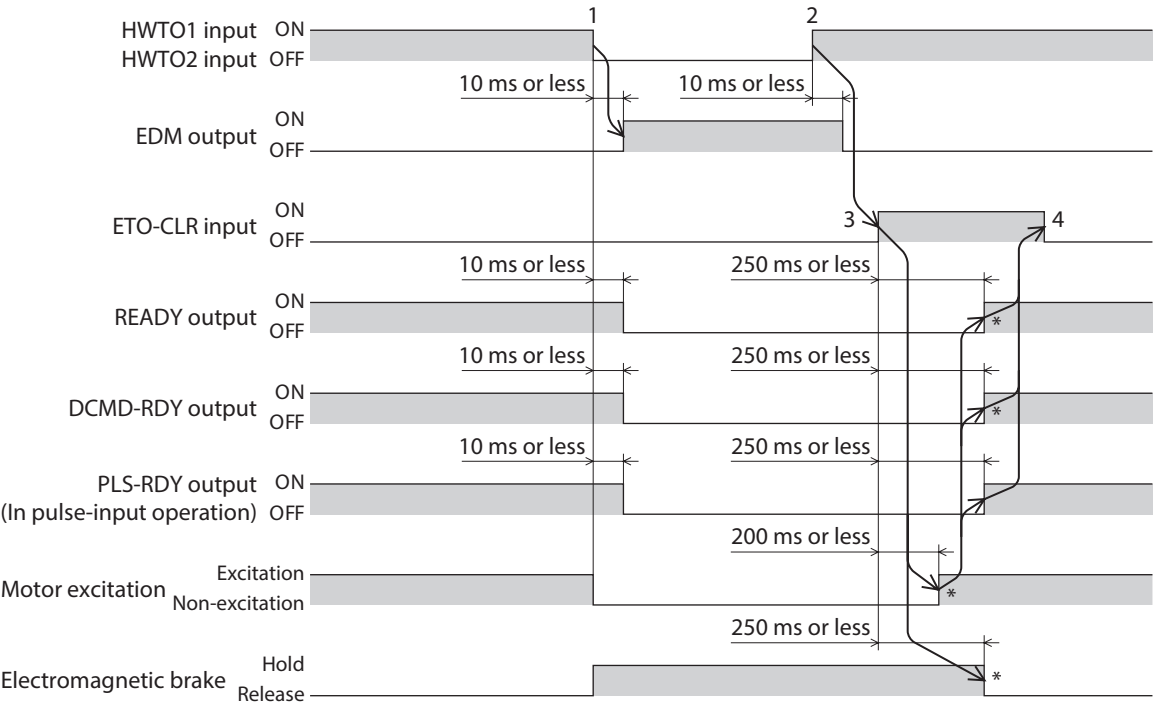 1 2
HWTO1 input ON
HWTO2 input OFF
10 ms or less 10 ms or less
ON
EDM output
OFF
ON
ETO-CLR input 3 4
OFF
10 ms or less 250 ms or less
ON
READY output *
OFF
10 ms or less 250 ms or less
ON
DCMD-RDY output *
OFF
10 ms or less 250 ms or less
PLS-RDY output ON
(In pulse-input operation) OFF
200 ms or less
Excitation
Motor excitation *
Non-excitation
250 ms or less
Hold
Electromagnetic brake *
Release